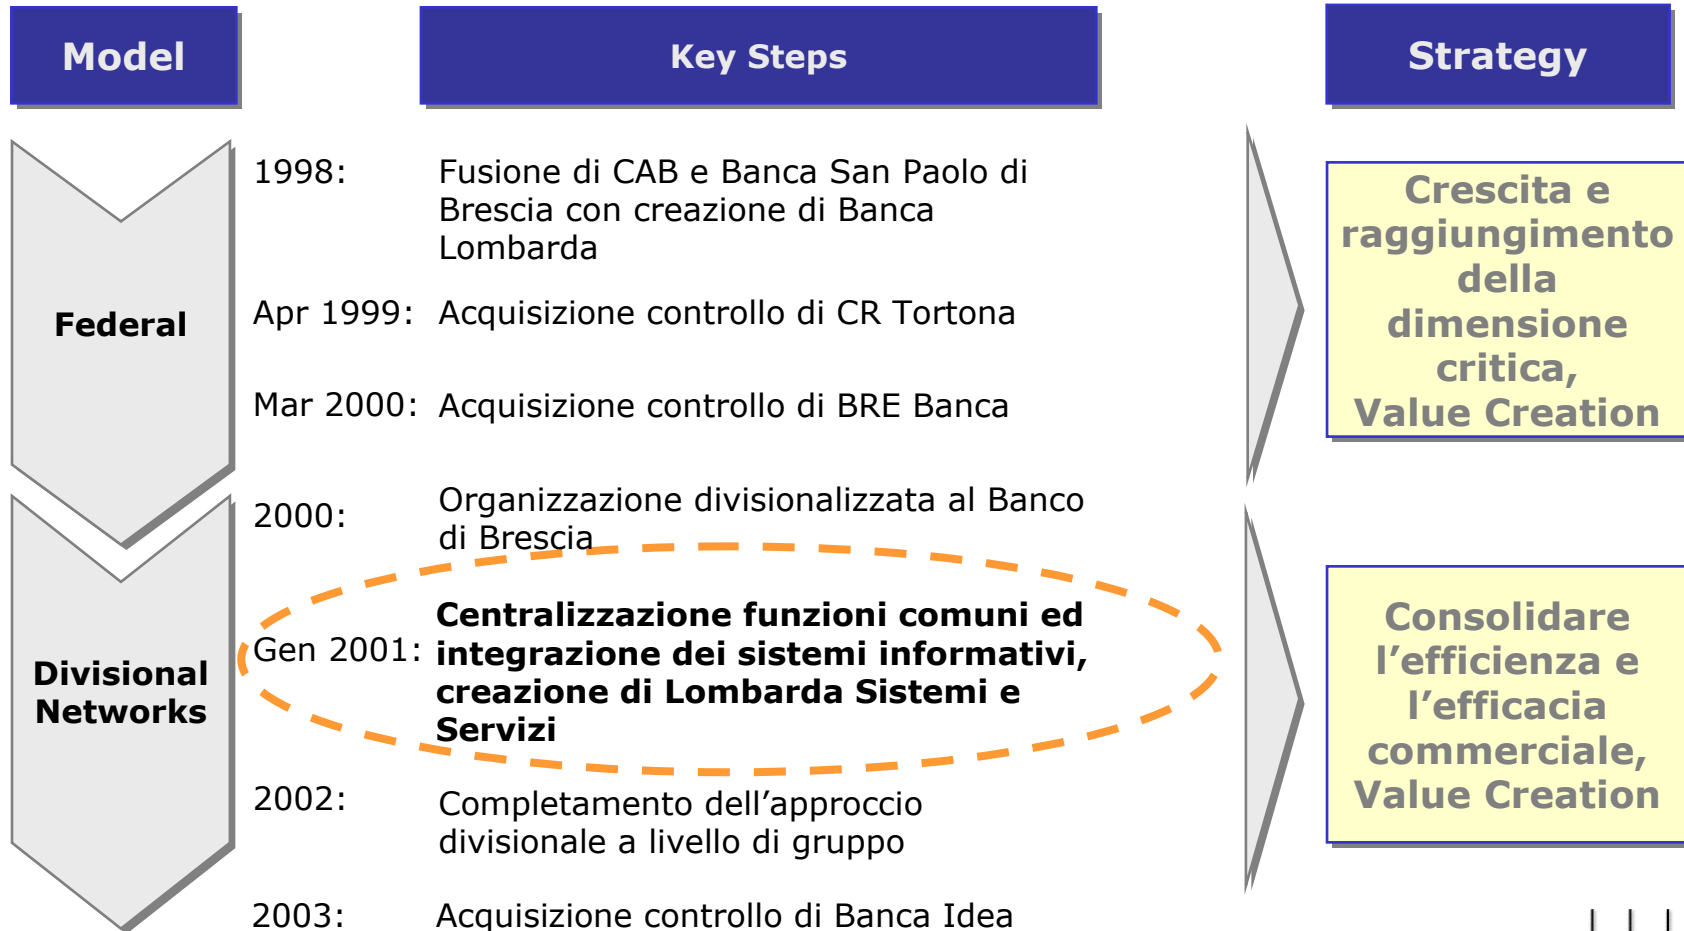 Model
Key Steps
Strategy
Federal
1998:
Fusione di CAB e Banca San Paolo di
Brescia con creazione di Banca
Lombarda
Apr 1999:
Acquisizione controllo di CR Tortona
Mar 2000:
Acquisizione controllo di BRE Banca
Crescita e
raggiungimento
della
dimensione
critica,
Value Creation
Divisional
Networks
2000:
Organizzazione divisionalizzata al Banco
di Brescia
Gen 2001:
Centralizzazione funzioni comuni ed
integrazione dei sistemi informativi,
creazione di Lombarda Sistemi e
Servizi
2002:
Completamento dell’approccio
divisionale a livello di gruppo
2003:
Acquisizione controllo di Banca Idea
Consolidare
l’efficienza e
l’efficacia
commerciale,
Value Creation